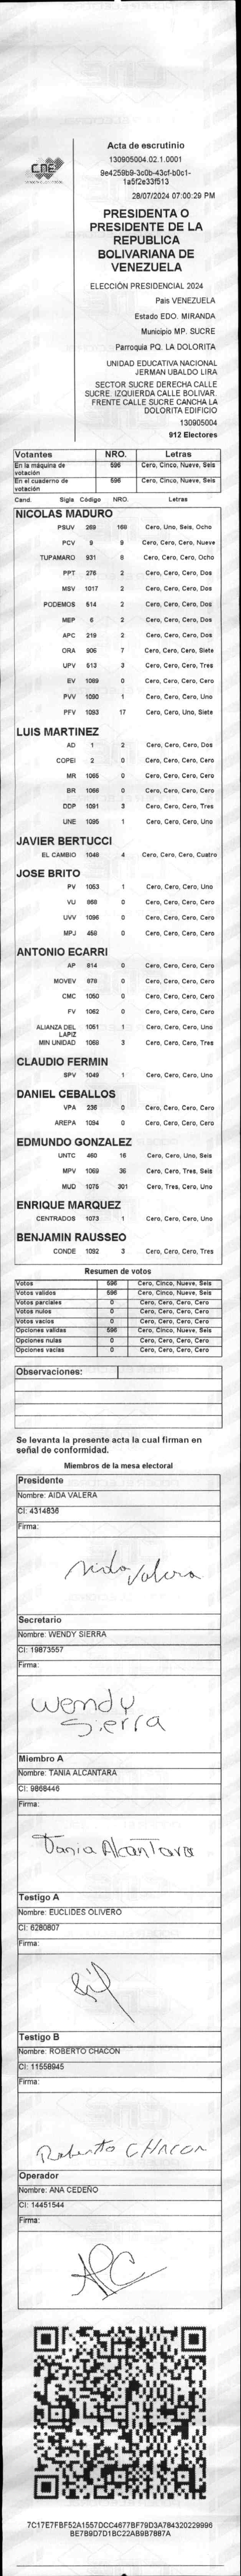 CNE
Acta de escrutinio
130905004.02.1.0001
9e4259b9-3c0b-43cf-b0c1-
1a5f2e33f513
28/07/2024 07:00:29 PM
PRESIDENTA O
PRESIDENTE DE LA
REPUBLICA
BOLIVARIANA DE
VENEZUELA
ELECCIÓN PRESIDENCIAL 2024
Pais VENEZUELA
Estado EDO. MIRANDA
Municipio MP. SUCRE
Parroquia PQ. LA DOLORITA
UNIDAD EDUCATIVA NACIONAL
JERMAN UBALDO LIRA
SECTOR SUCRE DERECHA CALLE
SUCRE. IZQUIERDA CALLE BOLIVAR.
FRENTE CALLE SUCRE CANCHA LA
DOLORITA EDIFICIO
130905004
912 Electores
Votantes NRO. Letras
En la máquina de votación 596 Cero, Cinco, Nueve, Seis
En el cuaderno de votación 596 Cero, Cinco, Nueve, Seis
Cand. Sigla Código NRO. Letras
NICOLAS MADURO
PSUV 269 168 Cero, Uno, Seis, Ocho
PCV 9 9 Cero, Cero, Cero, Nueve
TUPAMARO 931 8 Cero, Cero, Cero, Ocho
PPT 276 2 Cero, Cero, Cero, Dos
MSV 1017 2 Cero, Cero, Cero, Dos
PODEMOS 514 2 Cero, Cero, Cero, Dos
MEP 6 2 Cero, Cero, Cero, Dos
APC 219 2 Cero, Cero, Cero, Dos
ORA 906 7 Cero, Cero, Cero, Siete
UPV 513 3 Cero, Cero, Cero, Tres
EV 1089 0 Cero, Cero, Cero, Cero
PVV 1090 1 Cero, Cero, Cero, Uno
PFV 1093 17 Cero, Cero, Uno, Siete
LUIS MARTINEZ
AD 1 2 Cero, Cero, Cero, Dos
COPEI 2 0 Cero, Cero, Cero, Cero
MR 1065 0 Cero, Cero, Cero, Cero
BR 1066 0 Cero, Cero, Cero, Cero
DDP 1091 3 Cero, Cero, Cero, Tres
UNE 1095 1 Cero, Cero, Cero, Uno
JAVIER BERTUCCI
EL CAMBIO 1048 4 Cero, Cero, Cero, Cuatro
JOSE BRITO
PV 1053 1 Cero, Cero, Cero, Uno
VU 868 0 Cero, Cero, Cero, Cero
UVV 1096 0 Cero, Cero, Cero, Cero
MPJ 458 0 Cero, Cero, Cero, Cero
ANTONIO ECARRI
AP 814 0 Cero, Cero, Cero, Cero
MOVEV 878 0 Cero, Cero, Cero, Cero
CMC 1050 0 Cero, Cero, Cero, Cero
FV 1062 0 Cero, Cero, Cero, Cero
ALIANZA DEL LAPIZ 1051 1 Cero, Cero, Cero, Uno
MIN UNIDAD 1068 3 Cero, Cero, Cero, Tres
CLAUDIO FERMIN
SPV 1049 1 Cero, Cero, Cero, Uno
DANIEL CEBALLOS
VPA 236 0 Cero, Cero, Cero, Cero
AREPA 1094 0 Cero, Cero, Cero, Cero
EDMUNDO GONZALEZ
UNTC 460 16 Cero, Cero, Uno, Seis
MPV 1069 36 Cero, Cero, Tres, Seis
MUD 1075 301 Cero, Tres, Cero, Uno
ENRIQUE MARQUEZ
CENTRADOS 1073 1 Cero, Cero, Cero, Uno
BENJAMIN RAUSSEO
CONDE 1092 3 Cero, Cero, Cero, Tres
Resumen de votos
Votos 596 Cero, Cinco, Nueve, Seis
Votos validos 596 Cero, Cinco, Nueve, Seis
Votos parciales 0 Cero, Cero, Cero, Cero
Votos nulos 0 Cero, Cero, Cero, Cero
Votos vacios 0 Cero, Cero, Cero, Cero
Opciones validas 596 Cero, Cinco, Nueve, Seis
Opciones nulas 0 Cero, Cero, Cero, Cero
Opciones vacias 0 Cero, Cero, Cero, Cero
Observaciones:
Se levanta la presente acta la cual firman en
señal de conformidad.
Miembros de la mesa electoral
Presidente
Nombre: AIDA VALERA
CI: 4314836
Firma:
Aida Valera
Secretario
Nombre: WENDY SIERRA
CI: 19873557
Firma:
Wendy
Sierra
Miembro A
Nombre: TANIA ALCANTARA
CI: 9868446
Firma:
Tania Alcantara
Testigo A
Nombre: EUCLIDES OLIVERO
CI: 6280807
Firma:
Testigo B
Nombre: ROBERTO CHACON
CI: 11558945
Firma:
Roberto CHACON
Operador
Nombre: ANA CEDEÑO
CI: 14451544
Firma:
AC
7C17E7FBF52A1557DCC4677BF79D3A784320229996
BE7B9D7D1BC22AB9B7887A